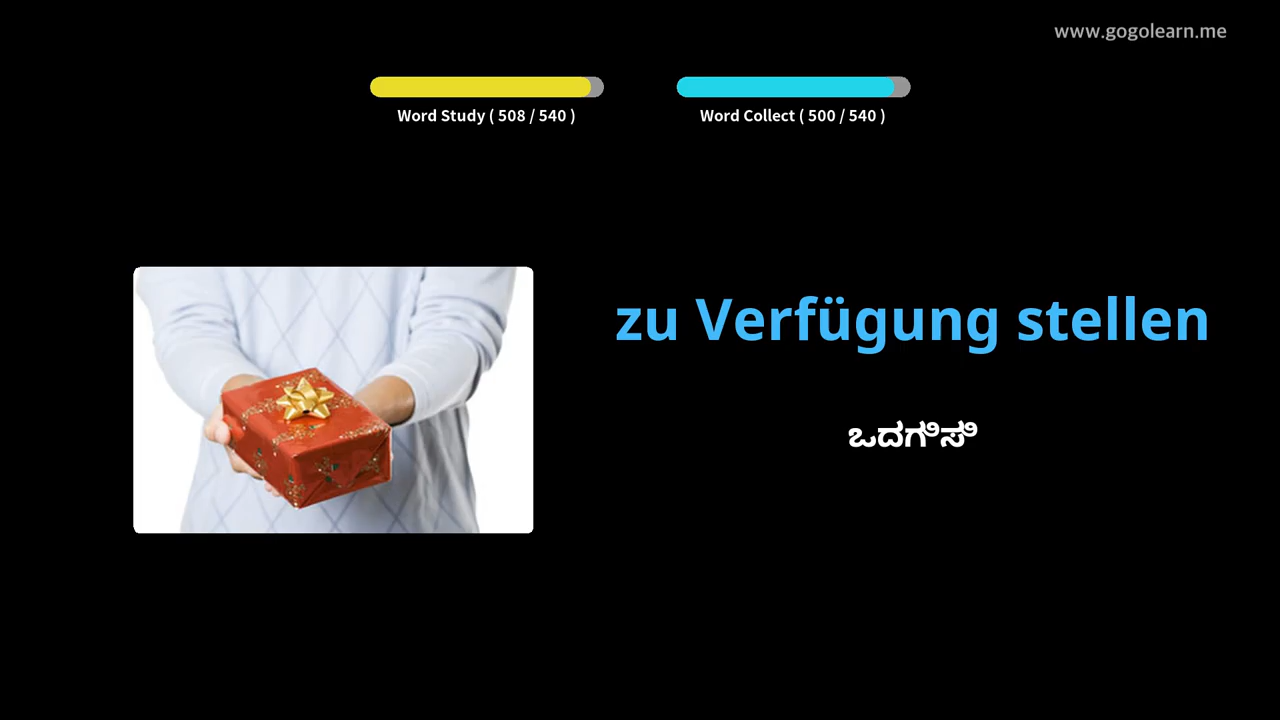 www.gogolearn.me
Word Study ( 508 / 540 )
Word Collect ( 500 / 540 )
zu Verfügung stellen
ಒದಗಿಸಿ